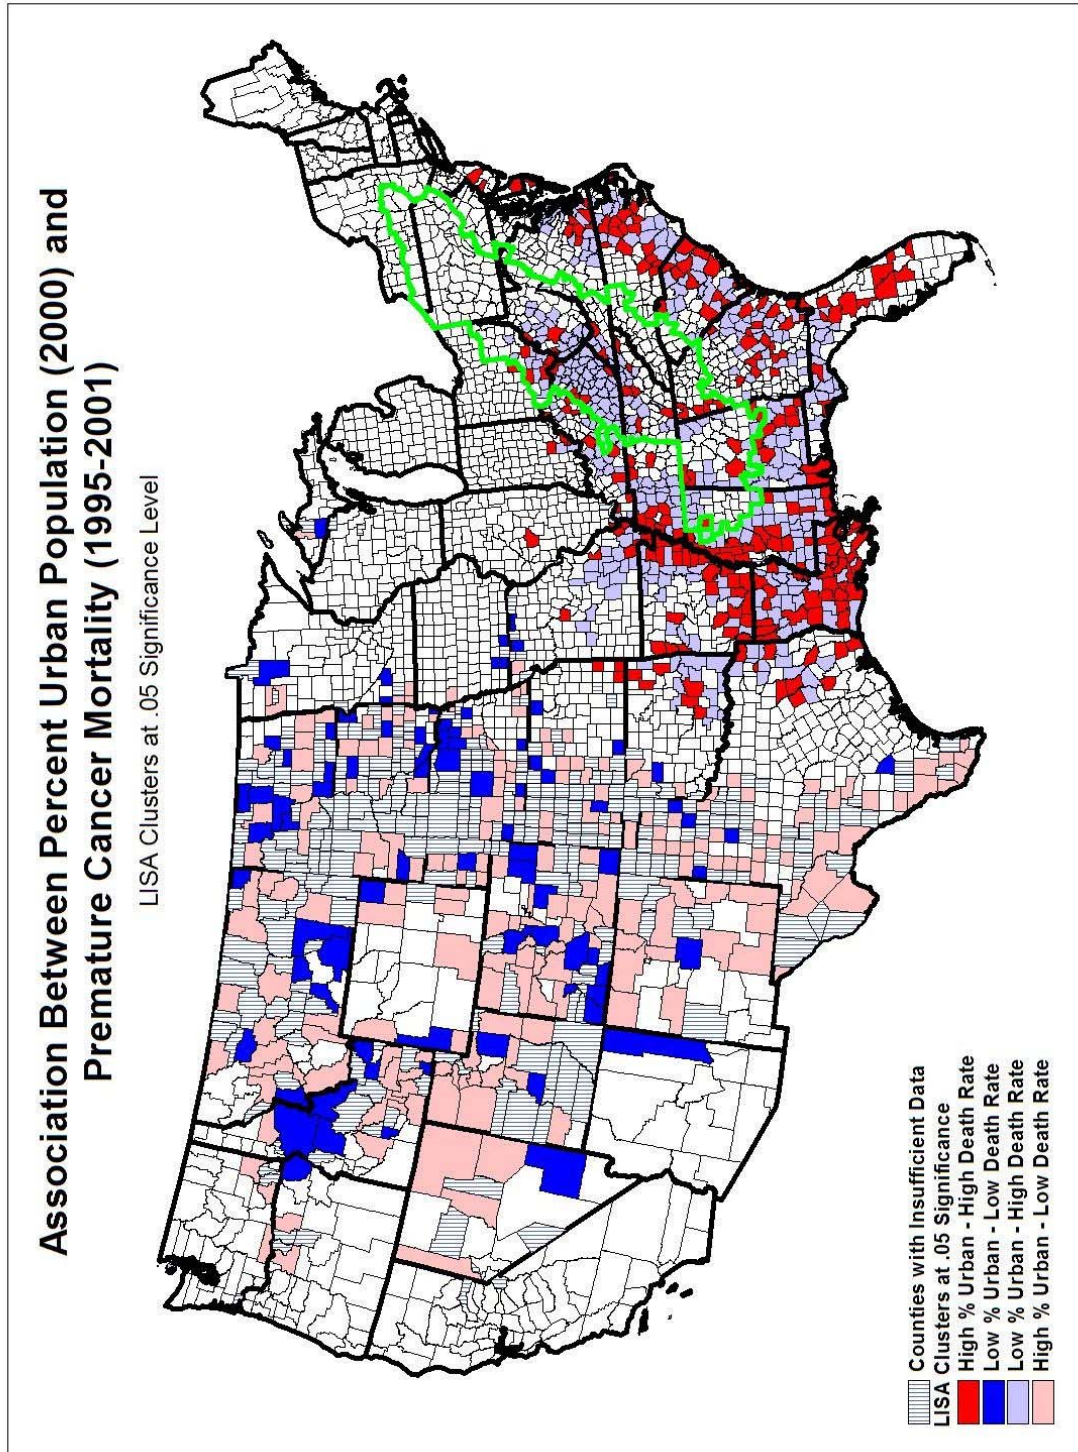 Association Between Percent Urban Population (2000) and
Premature Cancer Mortality (1995-2001)
LISA Clusters at .05 Significance Level
Counties with Insufficient Data
LISA Clusters at .05 Significance
High % Urban - High Death Rate
Low % Urban - Low Death Rate
Low % Urban - High Death Rate
High % Urban - Low Death Rate